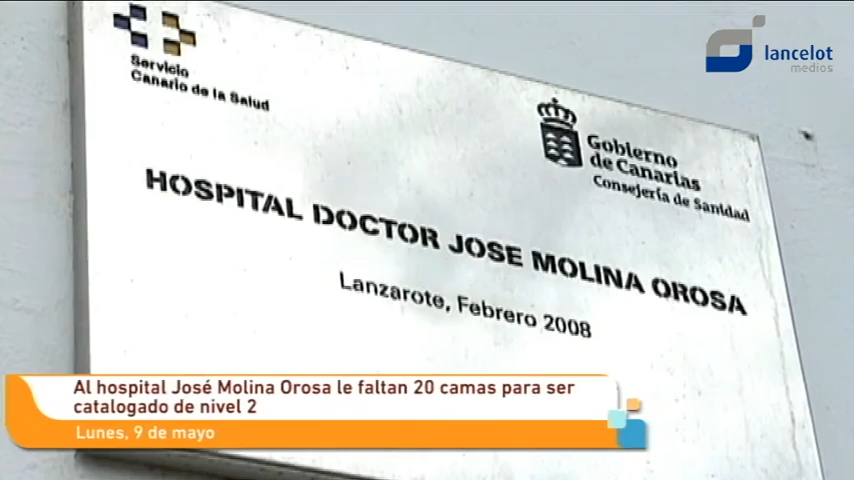 lancelot
medios
Servicio
Canario de la Salud
Gobierno
de Canarias
Consejería de Sanidad
HOSPITAL DOCTOR JOSE MOLINA OROSA
Lanzarote, Febrero 2008
Al hospital José Molina Orosa le faltan 20 camas para ser
catalogado de nivel 2
Lunes, 9 de mayo